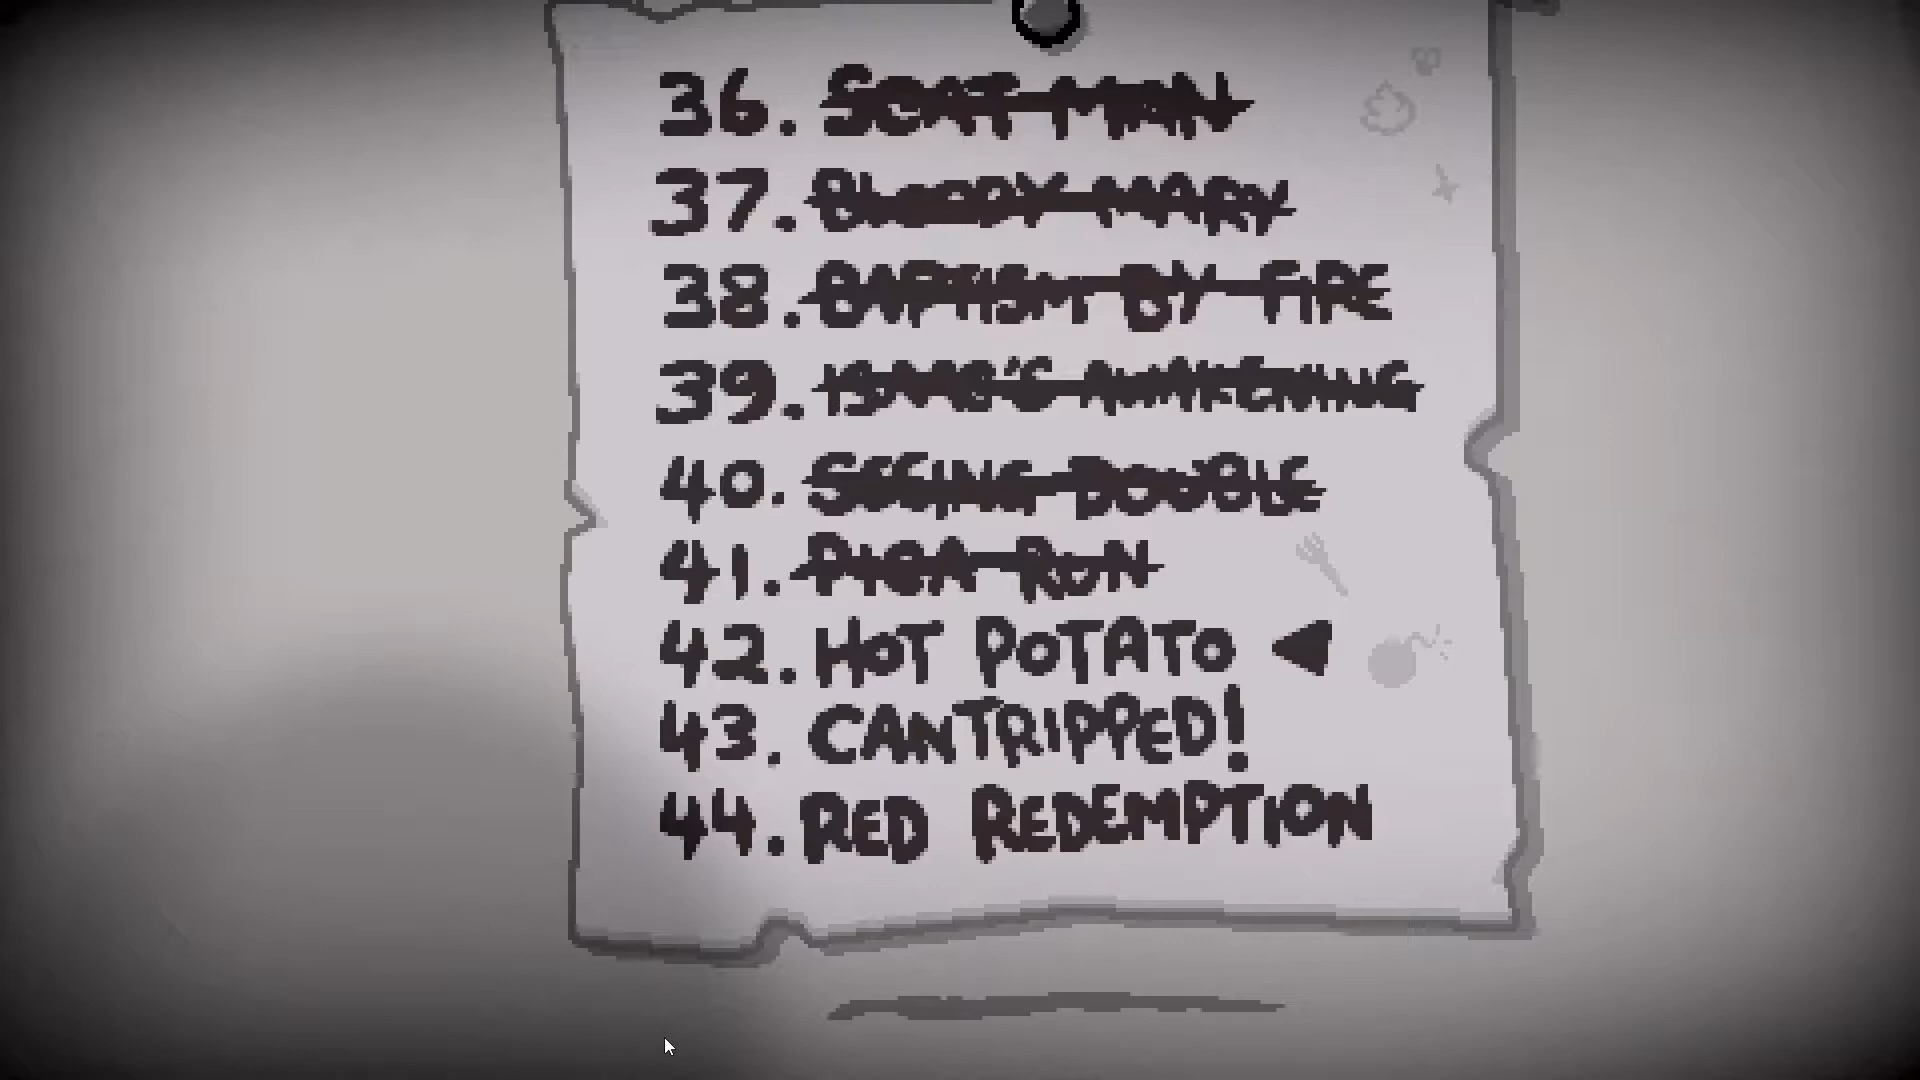 36. SCAT MAN
37. BLOODY MARY
38. BAPTISM BY FIRE
39. ISAAC'S AWAKENING
40. SEEING DOUBLE
41. PICA RUN
42. HOT POTATO
43. CANTRIPPED!
44. RED REDEMPTION